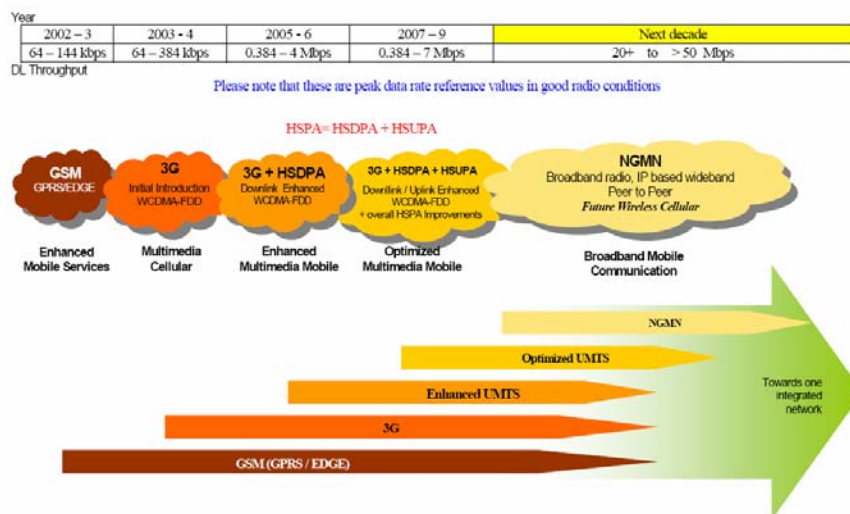 Year
2002 – 3 2003 - 4 2005 - 6 2007 – 9 Next decade
64 – 144 kbps 64 – 384 kbps 0.384 – 4 Mbps 0.384 – 7 Mbps 20+ to > 50 Mbps
DL Throughput
Please note that these are peak data rate reference values in good radio conditions
HSPA= HSDPA + HSUPA
GSM
GPRS/EDGE
3G
Initial Introduction
WCDMA-FDD
3G + HSDPA
Downlink Enhanced
WCDMA-FDD
3G + HSDPA + HSUPA
Downlink / Uplink Enhanced
WCDMA-FDD
+ overall HSPA Improvements
NGMN
Broadband radio, IP based wideband
Peer to Peer
Future Wireless Cellular
Enhanced
Mobile Services
Multimedia
Cellular
Enhanced
Multimedia Mobile
Optimized
Multimedia Mobile
Broadband Mobile
Communication
NGMN
Optimized UMTS
Enhanced UMTS
3G
GSM (GPRS / EDGE)
Towards one
integrated
network